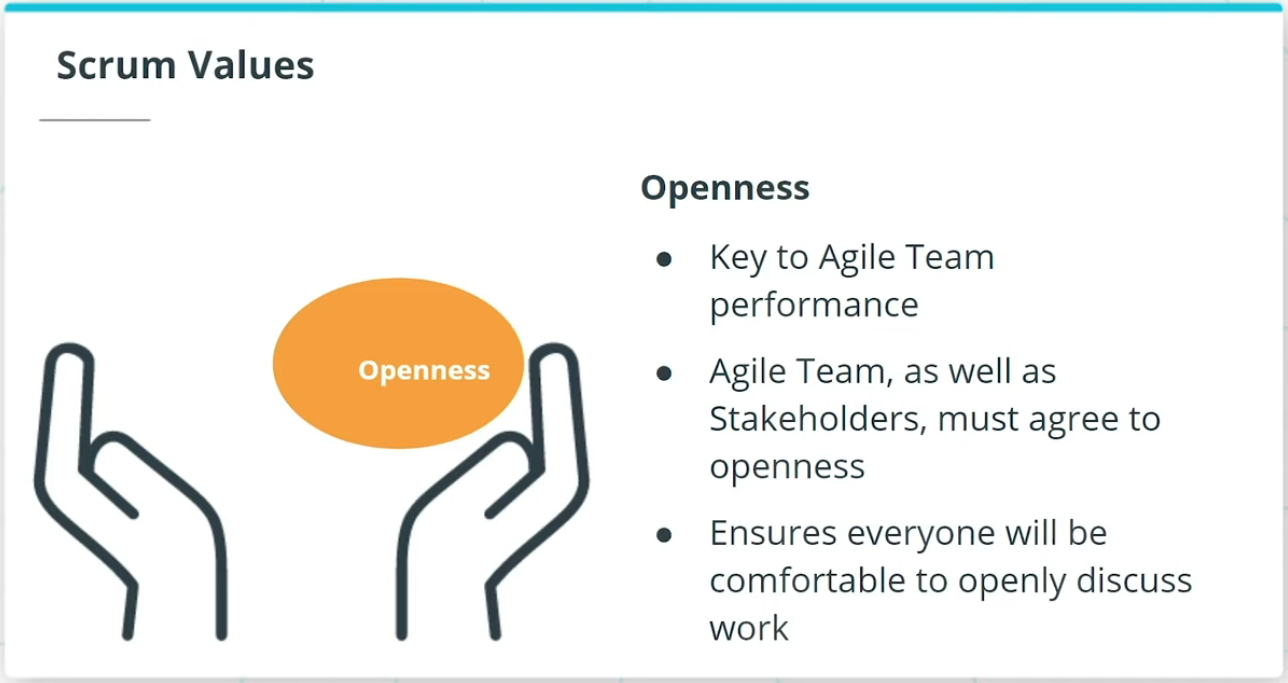 Scrum Values
Openness
Openness
● Key to Agile Team
performance
● Agile Team, as well as
Stakeholders, must agree to
openness
● Ensures everyone will be
comfortable to openly discuss
work